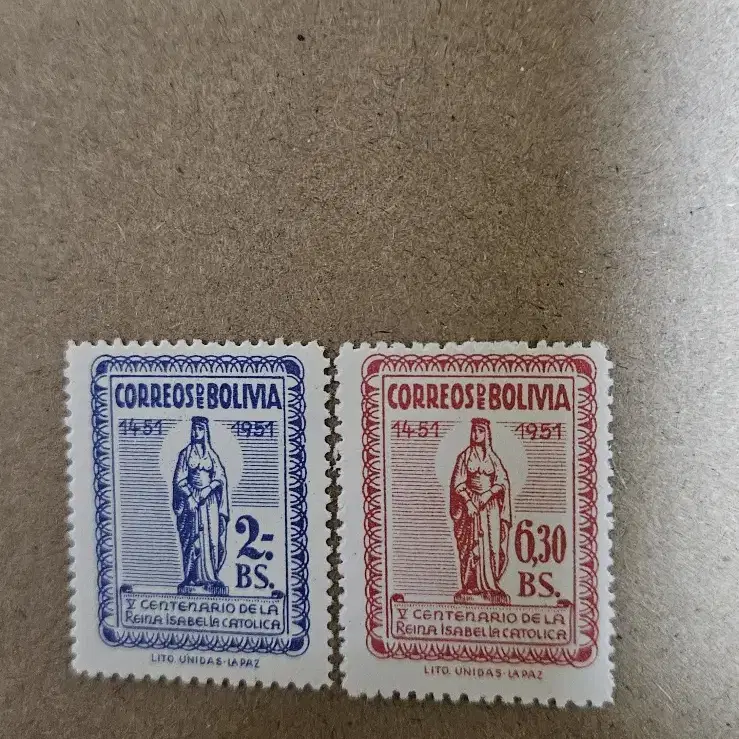 CORREOS DE BOLIVIA
1451 1951
2.-
BS.
V CENTENARIO DE LA
REINA ISABEL LA CATOLICA
LITO. UNIDAS-LA PAZ
CORREOS DE BOLIVIA
1451 1951
6,30
BS.
V CENTENARIO DE LA
REINA ISABEL LA CATOLICA
LITO. UNIDAS-LA PAZ